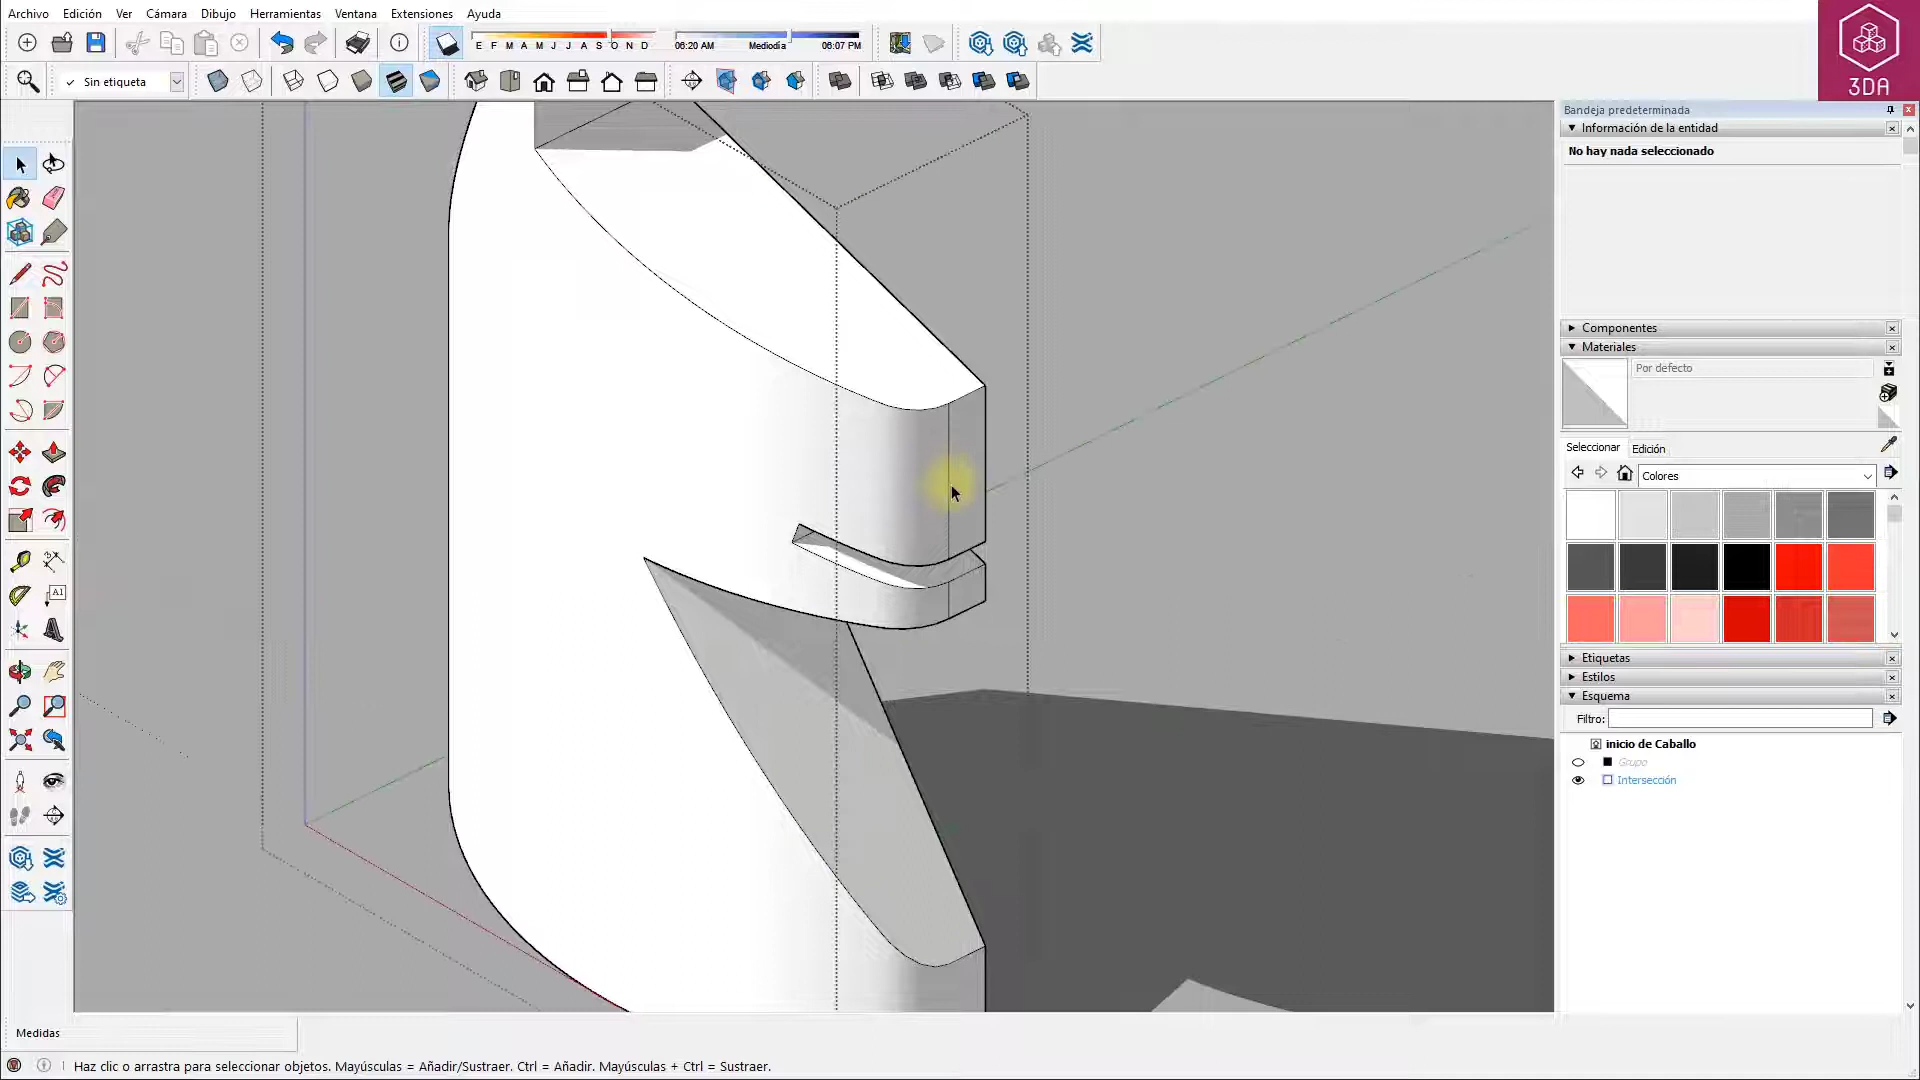 Archivo Edición Ver Cámara Dibujo Herramientas Ventana Extensiones Ayuda
E F M A M J J A S O N D 06:20 AM Mediodía 06:07 PM
3DA
Sin etiqueta
Bandeja predeterminada
Información de la entidad
No hay nada seleccionado
Componentes
Materiales
Por defecto
Seleccionar Edición
Colores
A1
Etiquetas
Estilos
Esquema
Filtro:
inicio de Caballo
Grupo
Intersección
Medidas
Haz clic o arrastra para seleccionar objetos. Mayúsculas = Añadir/Sustraer. Ctrl = Añadir. Mayúsculas + Ctrl = Sustraer.